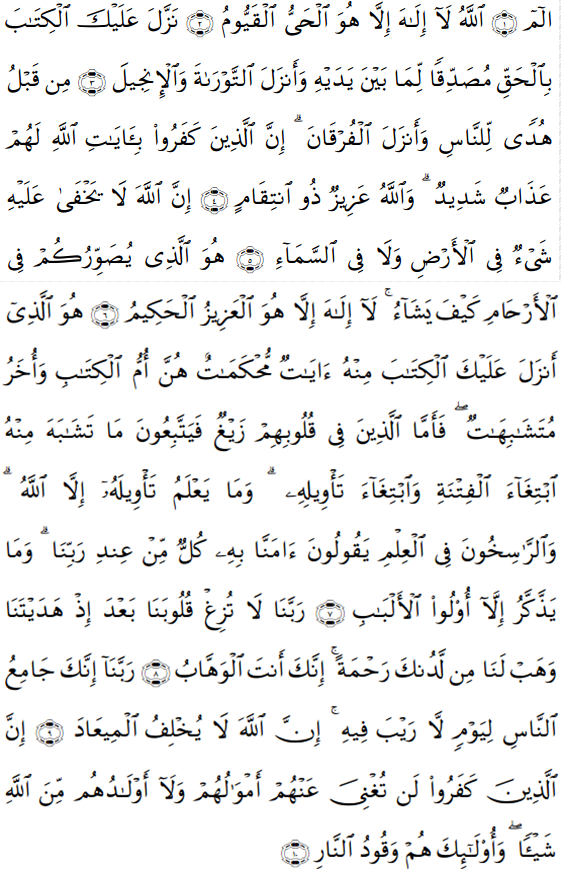 الٓمٓ ١ ٱللَّهُ لَآ إِلَٰهَ إِلَّا هُوَ ٱلۡحَيُّ ٱلۡقَيُّومُ ٢ نَزَّلَ عَلَيۡكَ ٱلۡكِتَٰبَ
بِٱلۡحَقِّ مُصَدِّقٗا لِّمَا بَيۡنَ يَدَيۡهِ وَأَنزَلَ ٱلتَّوۡرَىٰةَ وَٱلۡإِنجِيلَ ٣ مِن قَبۡلُ
هُدٗى لِّلنَّاسِ وَأَنزَلَ ٱلۡفُرۡقَانَۗ إِنَّ ٱلَّذِينَ كَفَرُواْ بِـَٔايَٰتِ ٱللَّهِ لَهُمۡ
عَذَابٞ شَدِيدٞۗ وَٱللَّهُ عَزِيزٞ ذُو ٱنتِقَامٍ ٤ إِنَّ ٱللَّهَ لَا يَخۡفَىٰ عَلَيۡهِ
شَيۡءٞ فِي ٱلۡأَرۡضِ وَلَا فِي ٱلسَّمَآءِ ٥ هُوَ ٱلَّذِي يُصَوِّرُكُمۡ فِي
ٱلۡأَرۡحَامِ كَيۡفَ يَشَآءُۚ لَآ إِلَٰهَ إِلَّا هُوَ ٱلۡعَزِيزُ ٱلۡحَكِيمُ ٦ هُوَ ٱلَّذِيٓ
أَنزَلَ عَلَيۡكَ ٱلۡكِتَٰبَ مِنۡهُ ءَايَٰتٞ مُّحۡكَمَٰتٌ هُنَّ أُمُّ ٱلۡكِتَٰبِ وَأُخَرُ
مُتَشَٰبِهَٰتٞۖ فَأَمَّا ٱلَّذِينَ فِي قُلُوبِهِمۡ زَيۡغٞ فَيَتَّبِعُونَ مَا تَشَٰبَهَ مِنۡهُ
ٱبۡتِغَآءَ ٱلۡفِتۡنَةِ وَٱبۡتِغَآءَ تَأۡوِيلِهِۦۗ وَمَا يَعۡلَمُ تَأۡوِيلَهُۥٓ إِلَّا ٱللَّهُۗ
وَٱلرَّٰسِخُونَ فِي ٱلۡعِلۡمِ يَقُولُونَ ءَامَنَّا بِهِۦ كُلّٞ مِّنۡ عِندِ رَبِّنَاۗ وَمَا
يَذَّكَّرُ إِلَّآ أُوْلُواْ ٱلۡأَلۡبَٰبِ ٧ رَبَّنَا لَا تُزِغۡ قُلُوبَنَا بَعۡدَ إِذۡ هَدَيۡتَنَا
وَهَبۡ لَنَا مِن لَّدُنكَ رَحۡمَةًۚ إِنَّكَ أَنتَ ٱلۡوَهَّابُ ٨ رَبَّنَآ إِنَّكَ جَامِعُ
ٱلنَّاسِ لِيَوۡمٖ لَّا رَيۡبَ فِيهِۚ إِنَّ ٱللَّهَ لَا يُخۡلِفُ ٱلۡمِيعَادَ ٩ إِنَّ
ٱلَّذِينَ كَفَرُواْ لَن تُغۡنِيَ عَنۡهُمۡ أَمۡوَٰلُهُمۡ وَلَآ أَوۡلَٰدُهُم مِّنَ ٱللَّهِ
شَيۡـٔٗاۖ وَأُوْلَٰٓئِكَ هُمۡ وَقُودُ ٱلنَّارِ ١٠